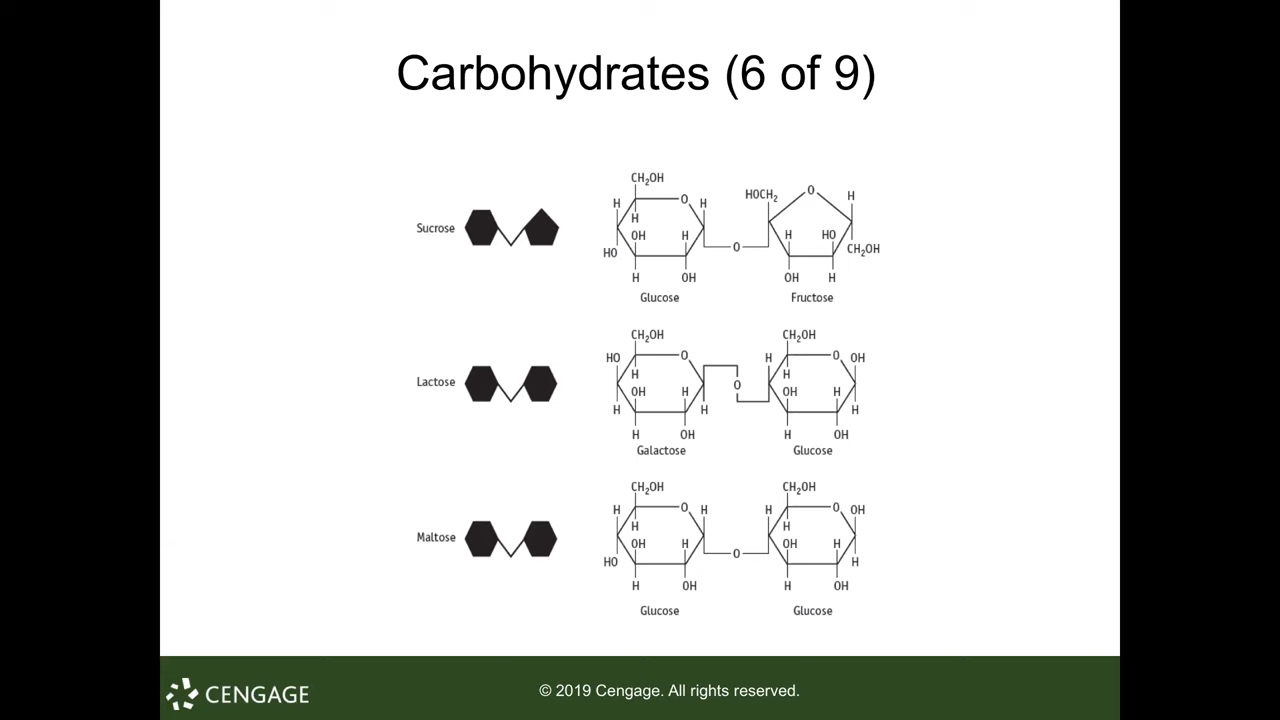 Carbohydrates (6 of 9)
Sucrose
CH₂OH
O
H
H
H
OH
H
HO
H
OH
Glucose
O
HOCH₂
O
H
H
HO
CH₂OH
OH
H
Fructose
Lactose
CH₂OH
HO
O
H
OH
H
H
H
H
OH
Galactose
O
CH₂OH
H
O
OH
H
OH
H
H
H
OH
Glucose
Maltose
CH₂OH
H
O
H
H
OH
H
HO
H
OH
Glucose
O
CH₂OH
H
O
OH
H
OH
H
H
H
OH
Glucose
CENGAGE
© 2019 Cengage. All rights reserved.